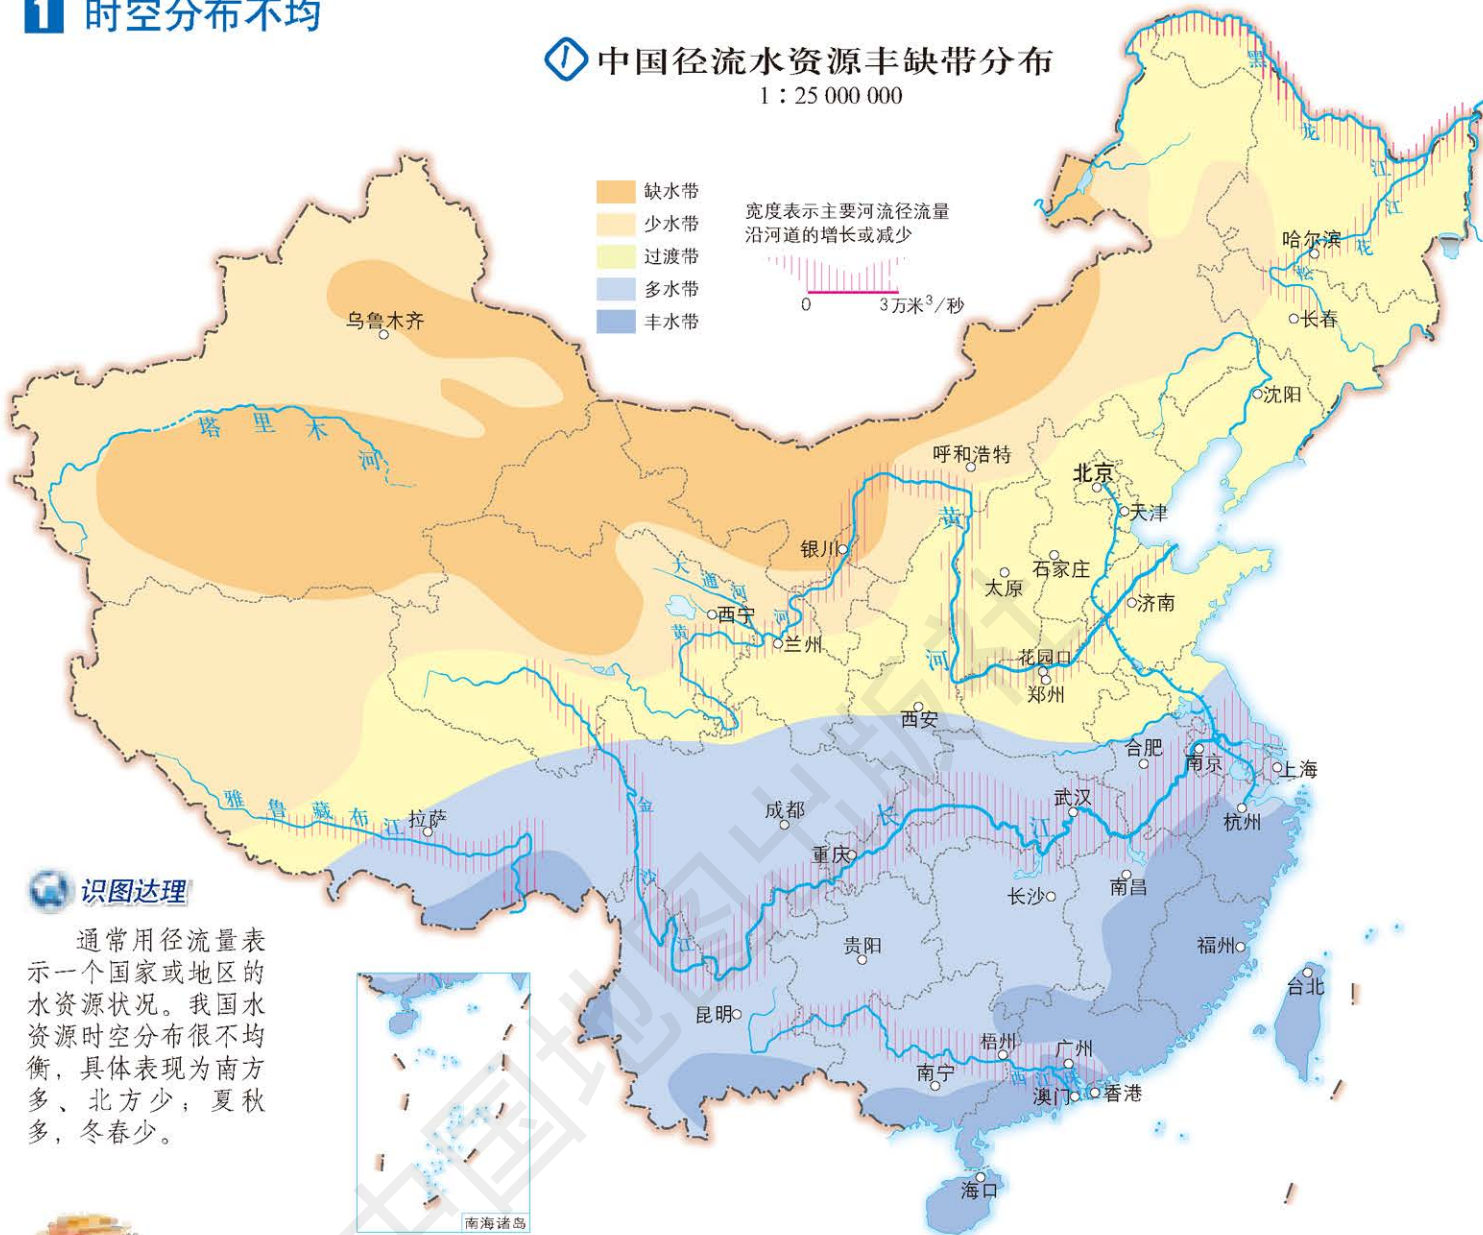 1 时空分布不均
① 中国径流水资源丰缺带分布
1：25 000 000
缺水带
少水带
过渡带
多水带
丰水带
宽度表示主要河流径流量
沿河道的增长或减少
0 3万米³/秒
黑
龙
江
松
花
江
哈尔滨
长春
沈阳
乌鲁木齐
塔里木
河
呼和浩特
北京
天津
黄
河
银川
石家庄
太原
济南
大通河
西宁
黄
河
兰州
花园口
郑州
西安
合肥
南京
上海
杭州
雅鲁藏布江
拉萨
金
沙
江
成都
重庆
长
江
武汉
长沙
南昌
贵阳
福州
台北
昆明
梧州
广州
西江
珠
南宁
澳门
香港
海口
南海诸岛
识图达理
通常用径流量表
示一个国家或地区的
水资源状况。我国水
资源时空分布很不均
衡，具体表现为南方
多、北方少；夏秋
多，冬春少。
中国地图出版社